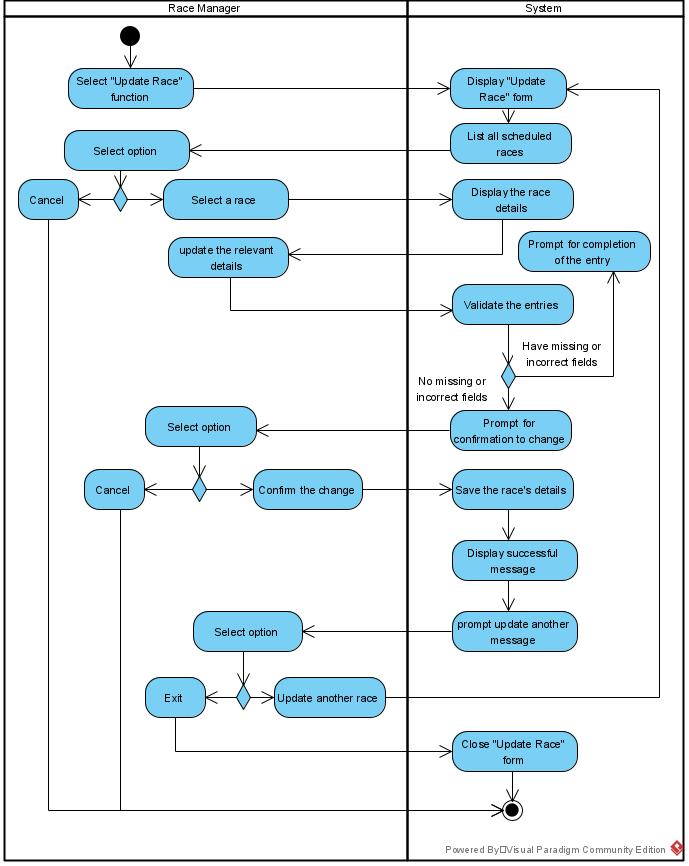 Race Manager
System
Select "Update Race"
function
Display "Update
Race" form
List all scheduled
races
Select option
Cancel
Select a race
Display the race
details
update the relevant
details
Prompt for completion
of the entry
Validate the entries
Have missing or
incorrect fields
No missing or
incorrect fields
Prompt for
confirmation to change
Select option
Cancel
Confirm the change
Save the race's details
Display successful
message
prompt update another
message
Select option
Exit
Update another race
Close "Update Race"
form
Powered By Visual Paradigm Community Edition